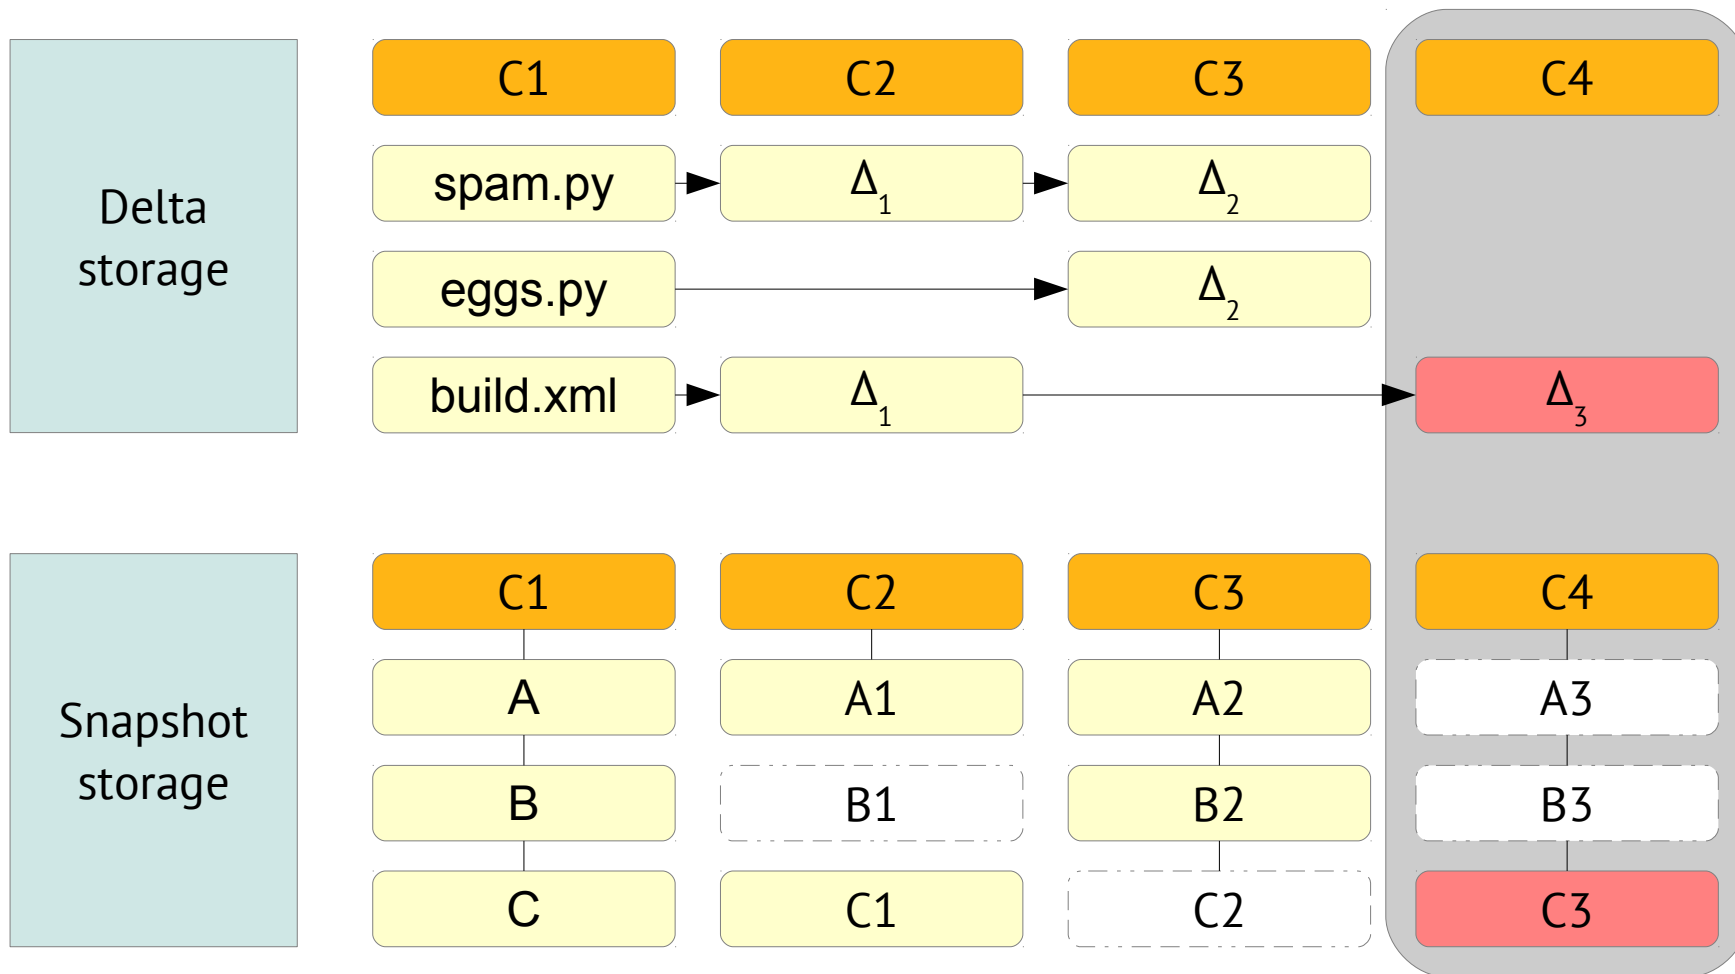 Delta
storage
C1 C2 C3 C4
spam.py Δ1 Δ2
eggs.py Δ2
build.xml Δ1 Δ3
Snapshot
storage
C1 C2 C3 C4
A A1 A2 A3
B B1 B2 B3
C C1 C2 C3